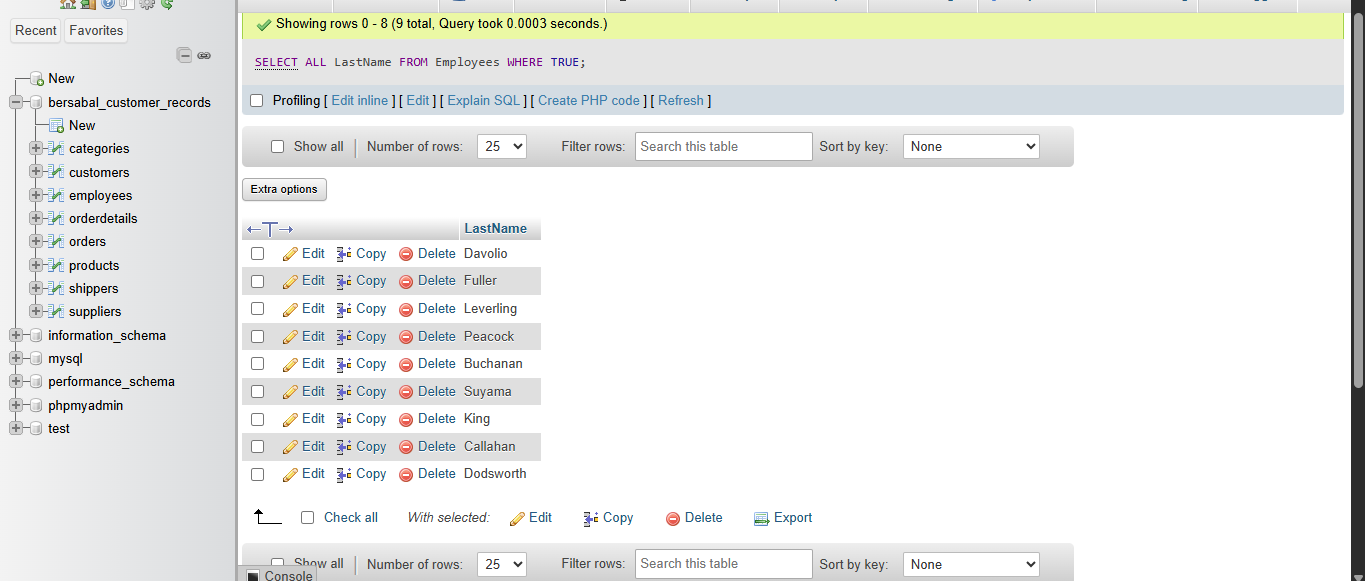 Recent Favorites
New
bersabal_customer_records
New
categories
customers
employees
orderdetails
orders
products
shippers
suppliers
information_schema
mysql
performance_schema
phpmyadmin
test
Showing rows 0 - 8 (9 total, Query took 0.0003 seconds.)
SELECT ALL LastName FROM Employees WHERE TRUE;
Profiling [ Edit inline ] [ Edit ] [ Explain SQL ] [ Create PHP code ] [ Refresh ]
Show all Number of rows: 25 Filter rows: Search this table Sort by key: None
Extra options
LastName
Edit Copy Delete Davolio
Edit Copy Delete Fuller
Edit Copy Delete Leverling
Edit Copy Delete Peacock
Edit Copy Delete Buchanan
Edit Copy Delete Suyama
Edit Copy Delete King
Edit Copy Delete Callahan
Edit Copy Delete Dodsworth
Check all With selected: Edit Copy Delete Export
Show all Number of rows: 25 Filter rows: Search this table Sort by key: None
Console